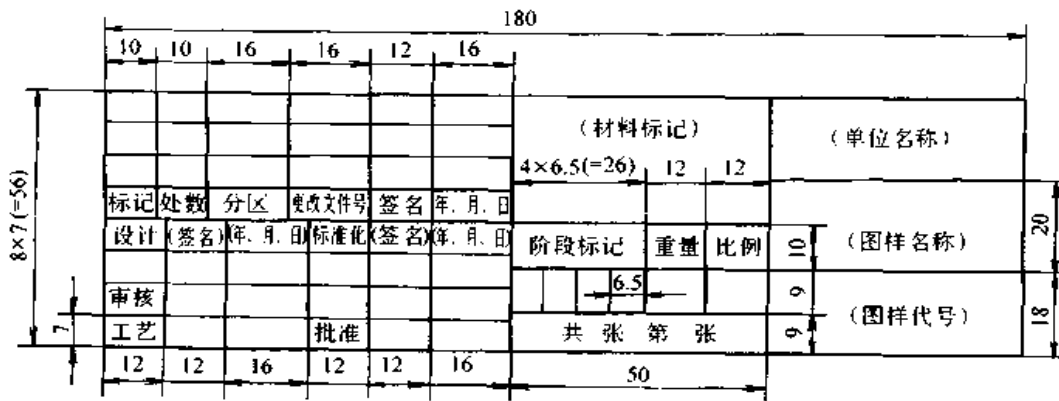 180
10 10 16 16 12 16
(材料标记) (单位名称)
4×6.5(=26) 12 12
8×7(=56)
标记 处数 分区 更改文件号 签名 年、月、日
设计 (签名) (年、月、日) 标准化 (签名) (年、月、日) 阶段标记 重量 比例 10 (图样名称) 20
6.5 9
审核
7 工艺 批准 共 张 第 张 9 (图样代号) 18
12 12 16 12 12 16 50